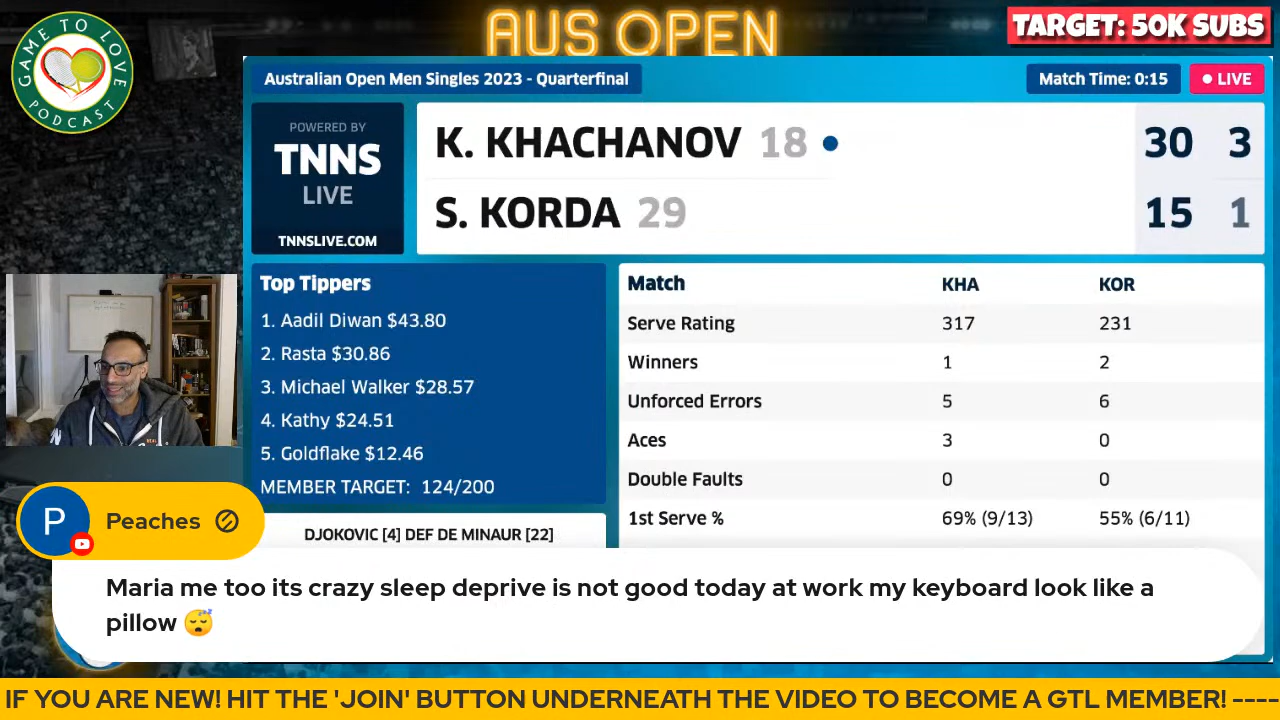 GAME TO LOVE PODCAST
AUS OPEN
TARGET: 50K SUBS
Australian Open Men Singles 2023 - Quarterfinal
Match Time: 0:15
LIVE
POWERED BY
TNNS
LIVE
TNNSLIVE.COM
K. KHACHANOV 18 30 3
S. KORDA 29 15 1
Top Tippers
1. Aadil Diwan $43.80
2. Rasta $30.86
3. Michael Walker $28.57
4. Kathy $24.51
5. Goldflake $12.46
MEMBER TARGET: 124/200
DJOKOVIC [4] DEF DE MINAUR [22]
Match KHA KOR
Serve Rating 317 231
Winners 1 2
Unforced Errors 5 6
Aces 3 0
Double Faults 0 0
1st Serve % 69% (9/13) 55% (6/11)
P
Peaches
Maria me too its crazy sleep deprive is not good today at work my keyboard look like a
pillow 😴
IF YOU ARE NEW! HIT THE 'JOIN' BUTTON UNDERNEATH THE VIDEO TO BECOME A GTL MEMBER! ----